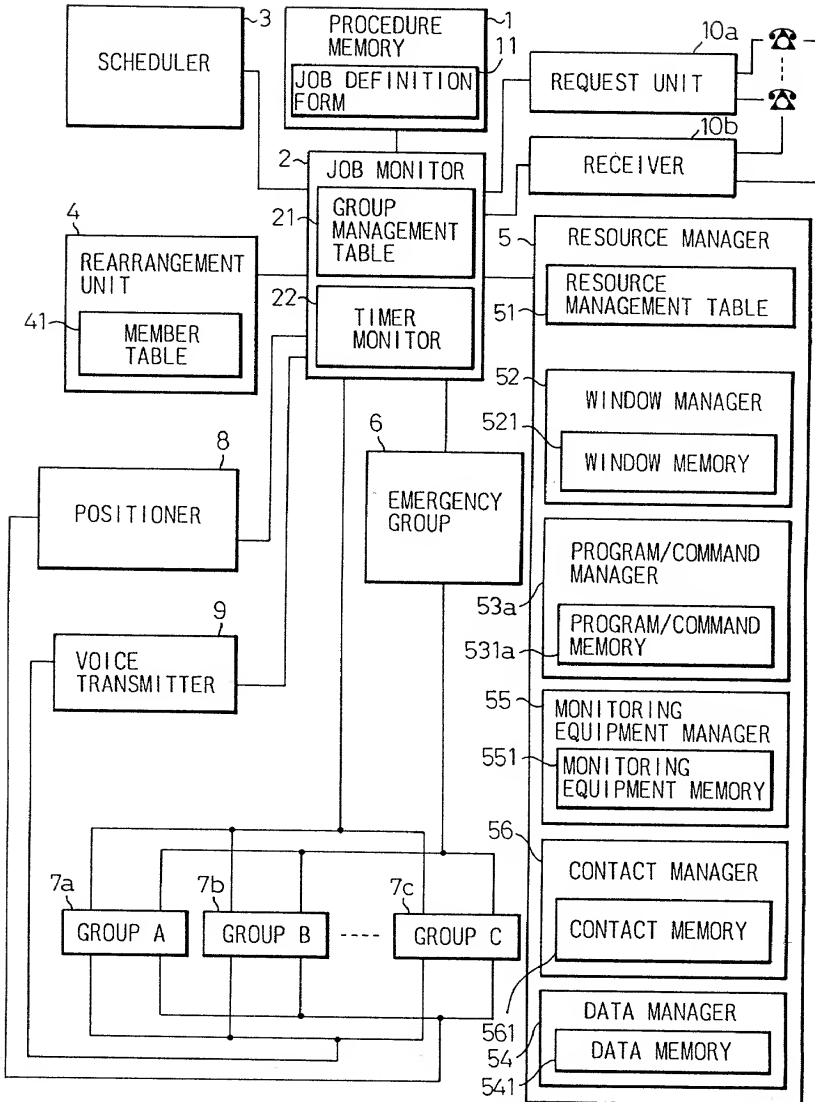 3
SCHEDULER
1
PROCEDURE
MEMORY
11
JOB DEFINITION
FORM
10a
REQUEST UNIT
10b
RECEIVER
2
JOB MONITOR
21
GROUP
MANAGEMENT
TABLE
22
TIMER
MONITOR
4
REARRANGEMENT
UNIT
41
MEMBER
TABLE
5
RESOURCE MANAGER
51
RESOURCE
MANAGEMENT TABLE
52
WINDOW MANAGER
521
WINDOW MEMORY
8
POSITIONER
6
EMERGENCY
GROUP
53a
PROGRAM/COMMAND
MANAGER
531a
PROGRAM/COMMAND
MEMORY
9
VOICE
TRANSMITTER
55
MONITORING
EQUIPMENT MANAGER
551
MONITORING
EQUIPMENT MEMORY
56
CONTACT MANAGER
561
CONTACT MEMORY
7a
GROUP A
7b
GROUP B
7c
GROUP C
54
DATA MANAGER
541
DATA MEMORY